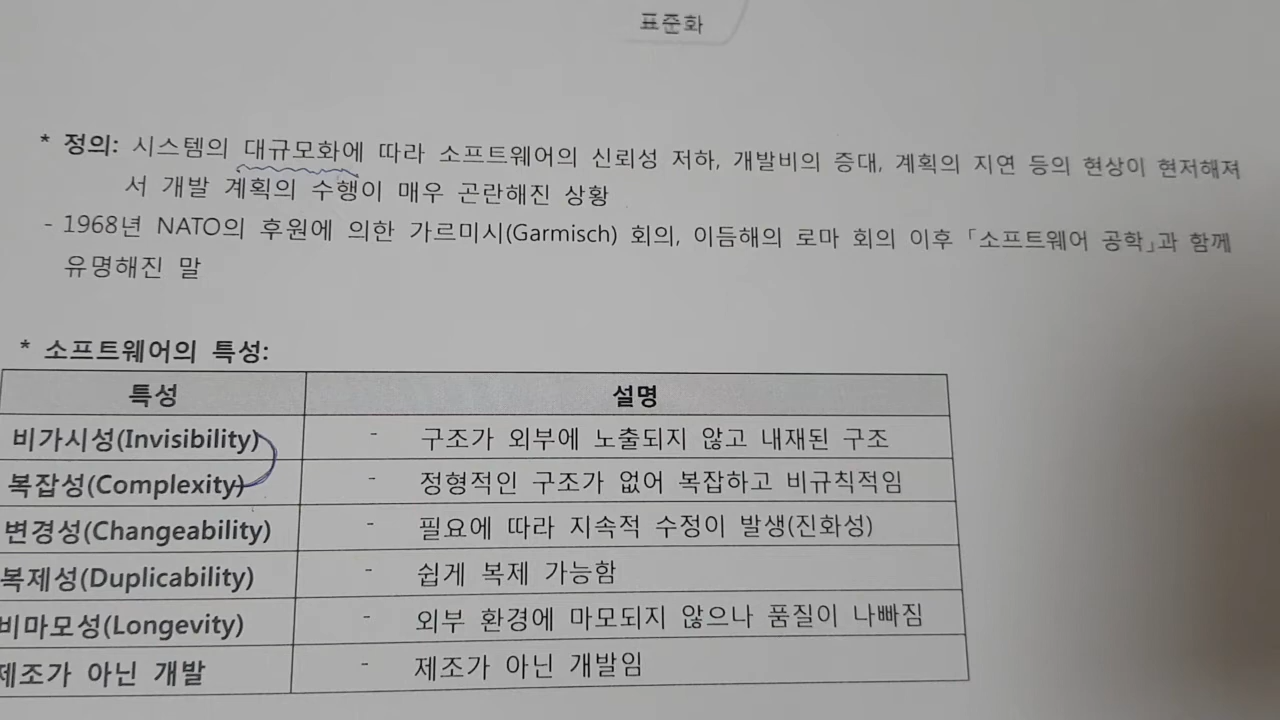 표준화
* 정의: 시스템의 대규모화에 따라 소프트웨어의 신뢰성 저하, 개발비의 증대, 계획의 지연 등의 현상이 현저해져
서 개발 계획의 수행이 매우 곤란해진 상황
- 1968년 NATO의 후원에 의한 가르미시(Garmisch) 회의, 이듬해의 로마 회의 이후 「소프트웨어 공학」과 함께
유명해진 말
* 소프트웨어의 특성:
특성 설명
비가시성(Invisibility) - 구조가 외부에 노출되지 않고 내재된 구조
복잡성(Complexity) - 정형적인 구조가 없어 복잡하고 비규칙적임
변경성(Changeability) - 필요에 따라 지속적 수정이 발생(진화성)
복제성(Duplicability) - 쉽게 복제 가능함
비마모성(Longevity) - 외부 환경에 마모되지 않으나 품질이 나빠짐
제조가 아닌 개발 - 제조가 아닌 개발임